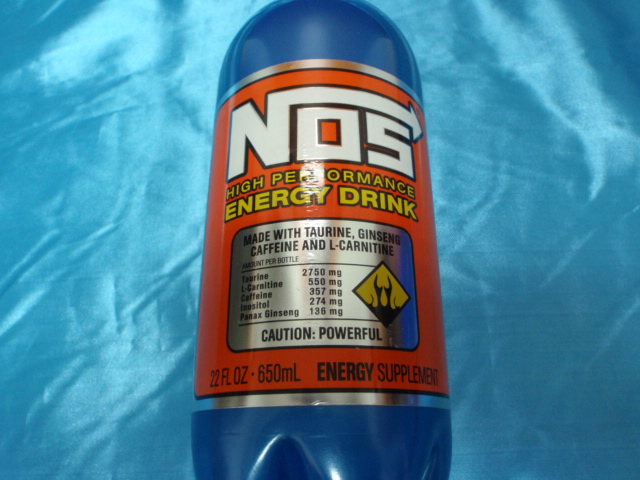 NOS
HIGH PERFORMANCE
ENERGY DRINK
MADE WITH TAURINE, GINSENG
CAFFEINE AND L-CARNITINE
AMOUNT PER BOTTLE
Taurine 2750 mg
L-Carnitine 550 mg
Caffeine 357 mg
Inositol 274 mg
Panax Ginseng 136 mg
CAUTION: POWERFUL
22 FL OZ · 650mL ENERGY SUPPLEMENT